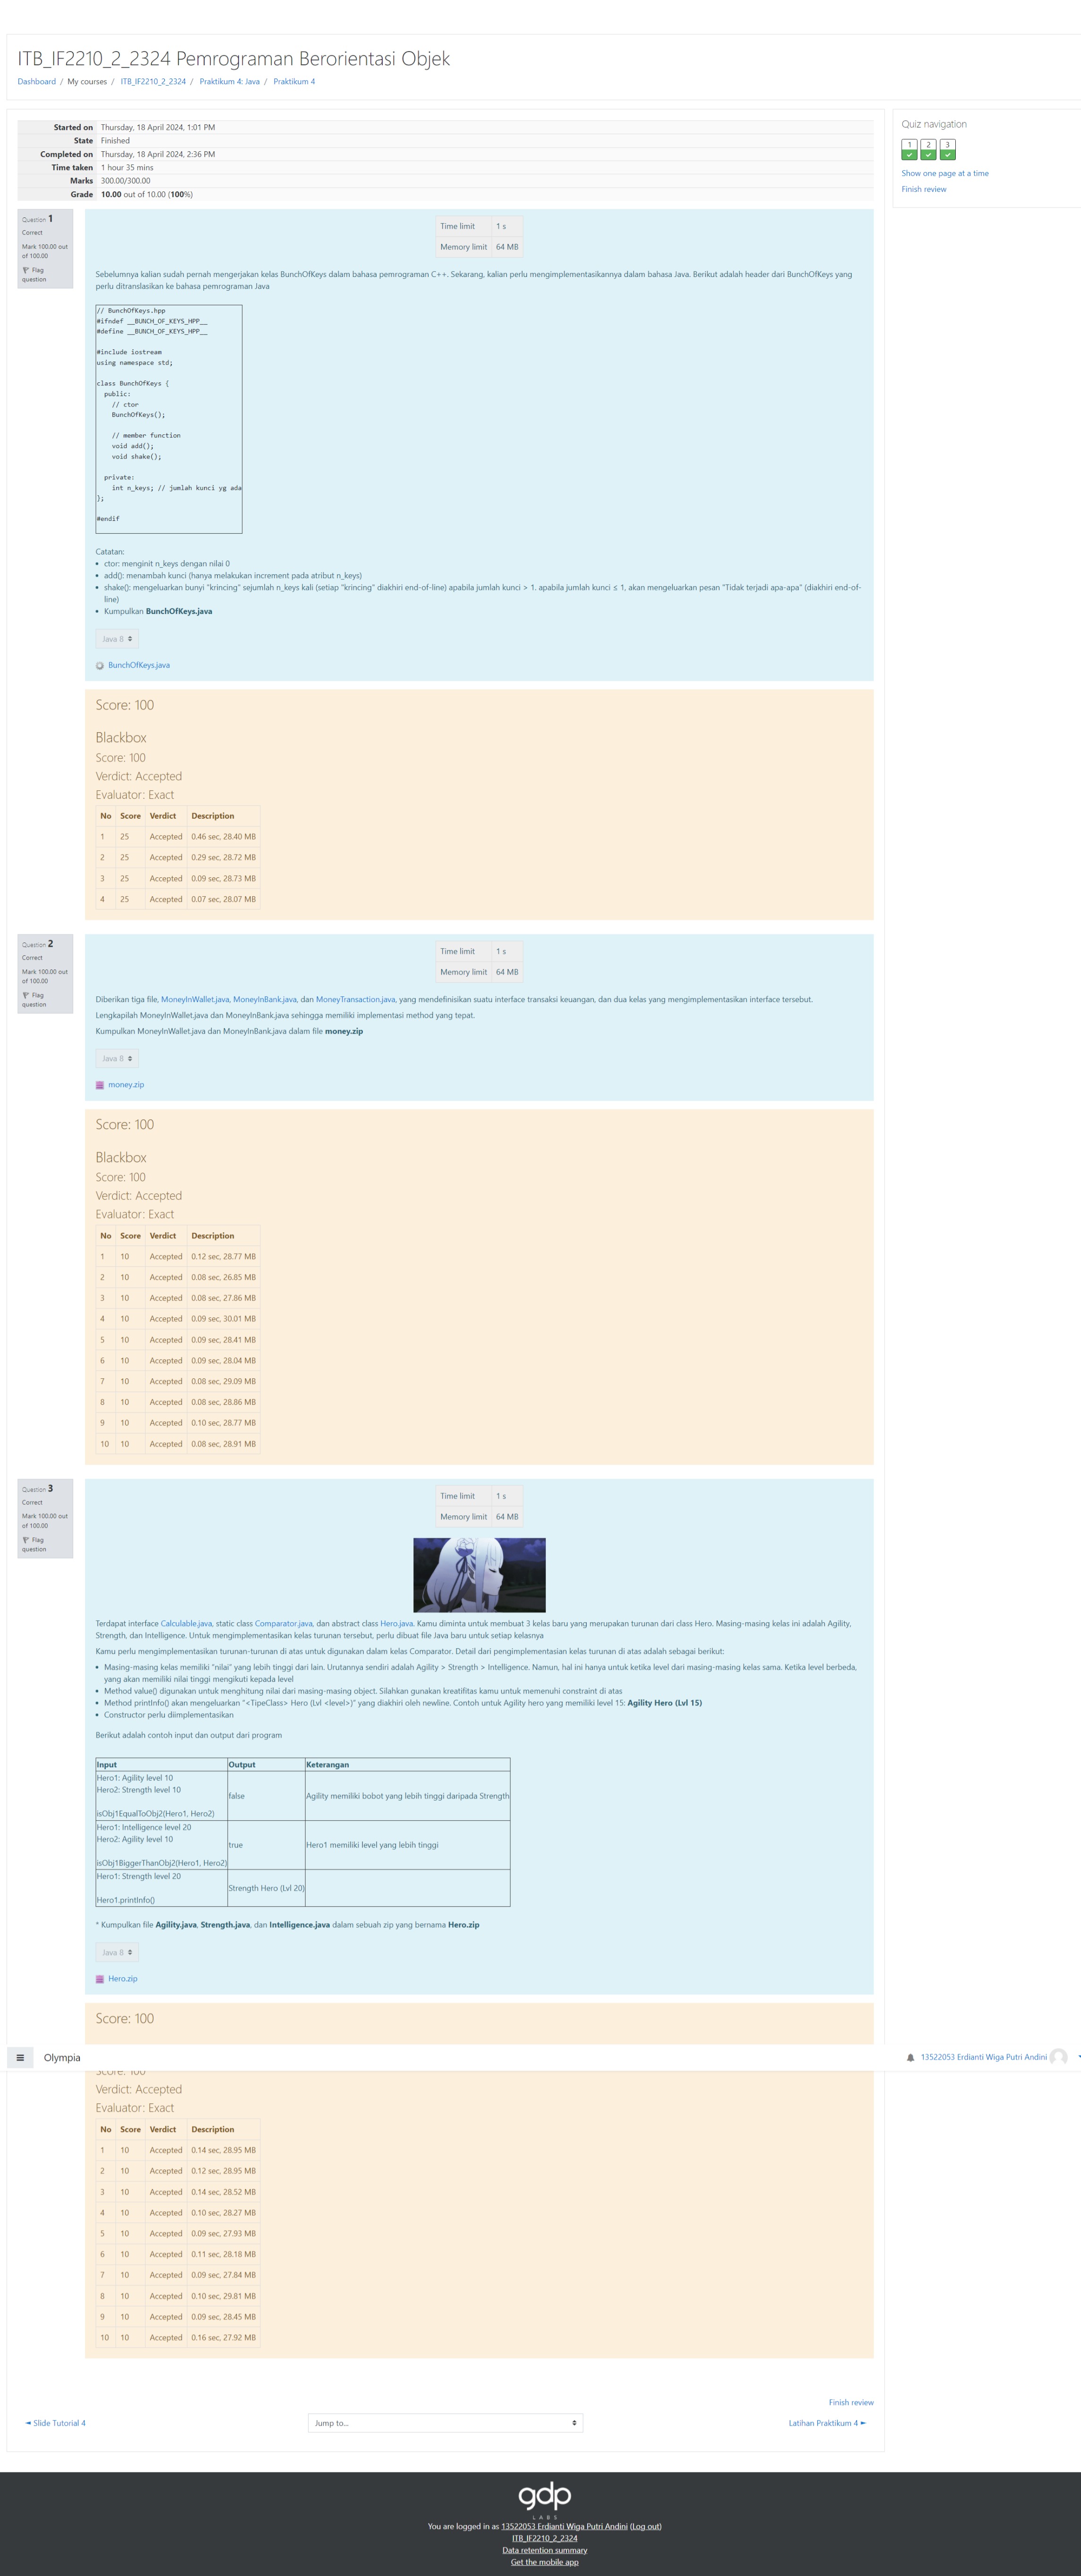 ITB_IF2210_2_2324 Pemrograman Berorientasi Objek
Dashboard / My courses / ITB_IF2210_2_2324 / Praktikum 4: Java / Praktikum 4
Started on Thursday, 18 April 2024, 1:01 PM
State Finished
Completed on Thursday, 18 April 2024, 2:36 PM
Time taken 1 hour 35 mins
Marks 300.00/300.00
Grade 10.00 out of 10.00 (100%)
Quiz navigation
1 2 3
Show one page at a time
Finish review
Question 1
Correct
Mark 100.00 out
of 100.00
Flag
question
Time limit 1 s
Memory limit 64 MB
Sebelumnya kalian sudah pernah mengerjakan kelas BunchOfKeys dalam bahasa pemrograman C++. Sekarang, kalian perlu mengimplementasikannya dalam bahasa Java. Berikut adalah header dari BunchOfKeys yang
perlu ditranslasikan ke bahasa pemrograman Java
// BunchOfKeys.hpp
#ifndef __BUNCH_OF_KEYS_HPP__
#define __BUNCH_OF_KEYS_HPP__
#include iostream
using namespace std;
class BunchOfKeys {
public:
// ctor
BunchOfKeys();
// member function
void add();
void shake();
private:
int n_keys; // jumlah kunci yg ada
};
#endif
Catatan:
• ctor: menginit n_keys dengan nilai 0
• add(): menambah kunci (hanya melakukan increment pada atribut n_keys)
• shake(): mengeluarkan bunyi "krincing" sejumlah n_keys kali (setiap "krincing" diakhiri end-of-line) apabila jumlah kunci > 1. apabila jumlah kunci ≤ 1, akan mengeluarkan pesan "Tidak terjadi apa-apa" (diakhiri end-of-
line)
• Kumpulkan BunchOfKeys.java
Java 8
BunchOfKeys.java
Score: 100
Blackbox
Score: 100
Verdict: Accepted
Evaluator: Exact
No Score Verdict Description
1 25 Accepted 0.46 sec, 28.40 MB
2 25 Accepted 0.29 sec, 28.72 MB
3 25 Accepted 0.09 sec, 28.73 MB
4 25 Accepted 0.07 sec, 28.07 MB
Question 2
Correct
Mark 100.00 out
of 100.00
Flag
question
Time limit 1 s
Memory limit 64 MB
Diberikan tiga file, MoneyInWallet.java, MoneyInBank.java, dan MoneyTransaction.java, yang mendefinisikan suatu interface transaksi keuangan, dan dua kelas yang mengimplementasikan interface tersebut.
Lengkapilah MoneyInWallet.java dan MoneyInBank.java sehingga memiliki implementasi method yang tepat.
Kumpulkan MoneyInWallet.java dan MoneyInBank.java dalam file money.zip
Java 8
money.zip
Score: 100
Blackbox
Score: 100
Verdict: Accepted
Evaluator: Exact
No Score Verdict Description
1 10 Accepted 0.12 sec, 28.77 MB
2 10 Accepted 0.08 sec, 26.85 MB
3 10 Accepted 0.08 sec, 27.86 MB
4 10 Accepted 0.09 sec, 30.01 MB
5 10 Accepted 0.09 sec, 28.41 MB
6 10 Accepted 0.09 sec, 28.04 MB
7 10 Accepted 0.08 sec, 29.09 MB
8 10 Accepted 0.08 sec, 28.86 MB
9 10 Accepted 0.10 sec, 28.77 MB
10 10 Accepted 0.08 sec, 28.91 MB
Question 3
Correct
Mark 100.00 out
of 100.00
Flag
question
Time limit 1 s
Memory limit 64 MB
Terdapat interface Calculable.java, static class Comparator.java, dan abstract class Hero.java. Kamu diminta untuk membuat 3 kelas baru yang merupakan turunan dari class Hero. Masing-masing kelas ini adalah Agility,
Strength, dan Intelligence. Untuk mengimplementasikan kelas turunan tersebut, perlu dibuat file Java baru untuk setiap kelasnya
Kamu perlu mengimplementasikan turunan-turunan di atas untuk digunakan dalam kelas Comparator. Detail dari pengimplementasian kelas turunan di atas adalah sebagai berikut:
• Masing-masing kelas memiliki "nilai" yang lebih tinggi dari lain. Urutannya sendiri adalah Agility > Strength > Intelligence. Namun, hal ini hanya untuk ketika level dari masing-masing kelas sama. Ketika level berbeda,
yang akan memiliki nilai tinggi mengikuti kepada level
• Method value() digunakan untuk menghitung nilai dari masing-masing object. Silahkan gunakan kreatifitas kamu untuk memenuhi constraint di atas
• Method printInfo() akan mengeluarkan "<TipeClass> Hero (Lvl <level>)" yang diakhiri oleh newline. Contoh untuk Agility hero yang memiliki level 15: Agility Hero (Lvl 15)
• Constructor perlu diimplementasikan
Berikut adalah contoh input dan output dari program
Input Output Keterangan
Hero1: Agility level 10
Hero2: Strength level 10
isObj1EqualToObj2(Hero1, Hero2)
false
Agility memiliki bobot yang lebih tinggi daripada Strength
Hero1: Intelligence level 20
Hero2: Agility level 10
isObj1BiggerThanObj2(Hero1, Hero2)
true
Hero1 memiliki level yang lebih tinggi
Hero1: Strength level 20
Hero1.printInfo()
Strength Hero (Lvl 20)
* Kumpulkan file Agility.java, Strength.java, dan Intelligence.java dalam sebuah zip yang bernama Hero.zip
Java 8
Hero.zip
Score: 100
Olympia
13522053 Erdianti Wiga Putri Andini
Score: 100
Verdict: Accepted
Evaluator: Exact
No Score Verdict Description
1 10 Accepted 0.14 sec, 28.95 MB
2 10 Accepted 0.12 sec, 28.95 MB
3 10 Accepted 0.14 sec, 28.52 MB
4 10 Accepted 0.10 sec, 28.27 MB
5 10 Accepted 0.09 sec, 27.93 MB
6 10 Accepted 0.11 sec, 28.18 MB
7 10 Accepted 0.09 sec, 27.84 MB
8 10 Accepted 0.10 sec, 29.81 MB
9 10 Accepted 0.09 sec, 28.45 MB
10 10 Accepted 0.16 sec, 27.92 MB
Finish review
◄ Slide Tutorial 4
Jump to...
Latihan Praktikum 4 ►
gdp
LABS
You are logged in as 13522053 Erdianti Wiga Putri Andini (Log out)
ITB_IF2210_2_2324
Data retention summary
Get the mobile app